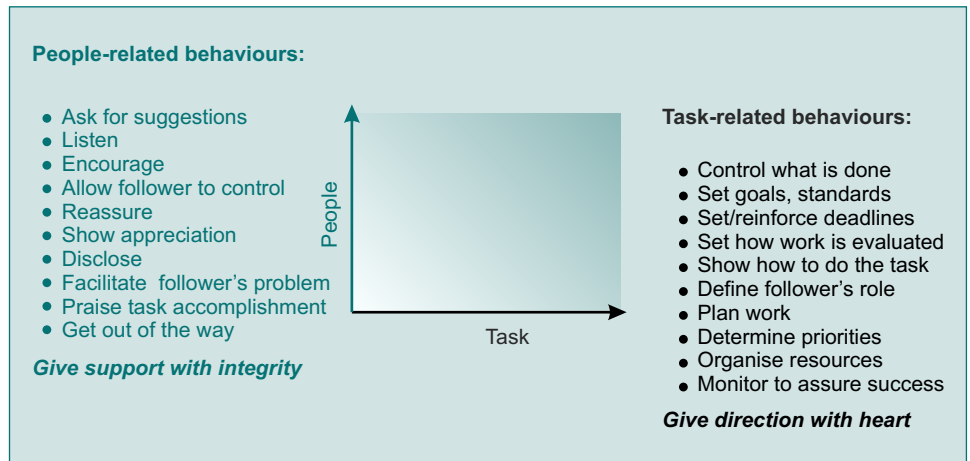 People-related behaviours:
• Ask for suggestions
• Listen
• Encourage
• Allow follower to control
• Reassure
• Show appreciation
• Disclose
• Facilitate follower's problem
• Praise task accomplishment
• Get out of the way
Give support with integrity
People
Task
Task-related behaviours:
• Control what is done
• Set goals, standards
• Set/reinforce deadlines
• Set how work is evaluated
• Show how to do the task
• Define follower's role
• Plan work
• Determine priorities
• Organise resources
• Monitor to assure success
Give direction with heart